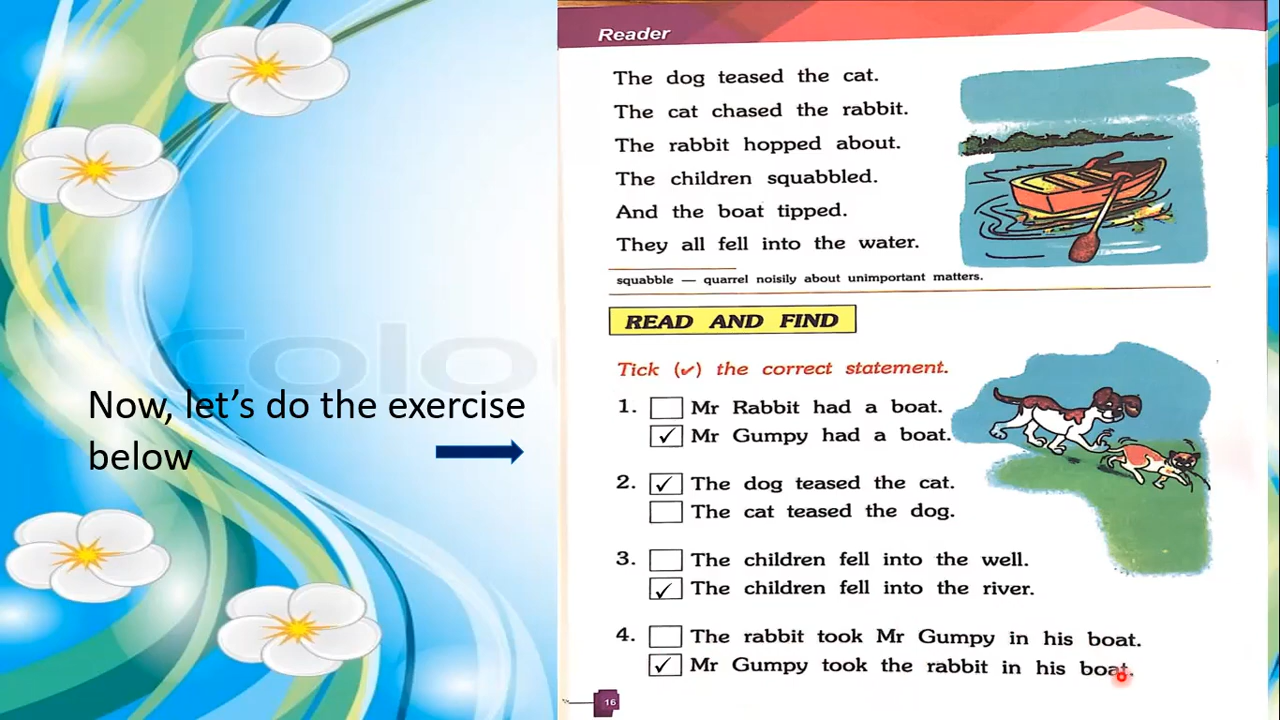 Colo
Now, let's do the exercise
below
Reader
The dog teased the cat.
The cat chased the rabbit.
The rabbit hopped about.
The children squabbled.
And the boat tipped.
They all fell into the water.
squabble — quarrel noisily about unimportant matters.
READ AND FIND
Tick (✓) the correct statement.
1. Mr Rabbit had a boat.
✓ Mr Gumpy had a boat.
2. ✓ The dog teased the cat.
The cat teased the dog.
3. The children fell into the well.
✓ The children fell into the river.
4. The rabbit took Mr Gumpy in his boat.
✓ Mr Gumpy took the rabbit in his boat.
16